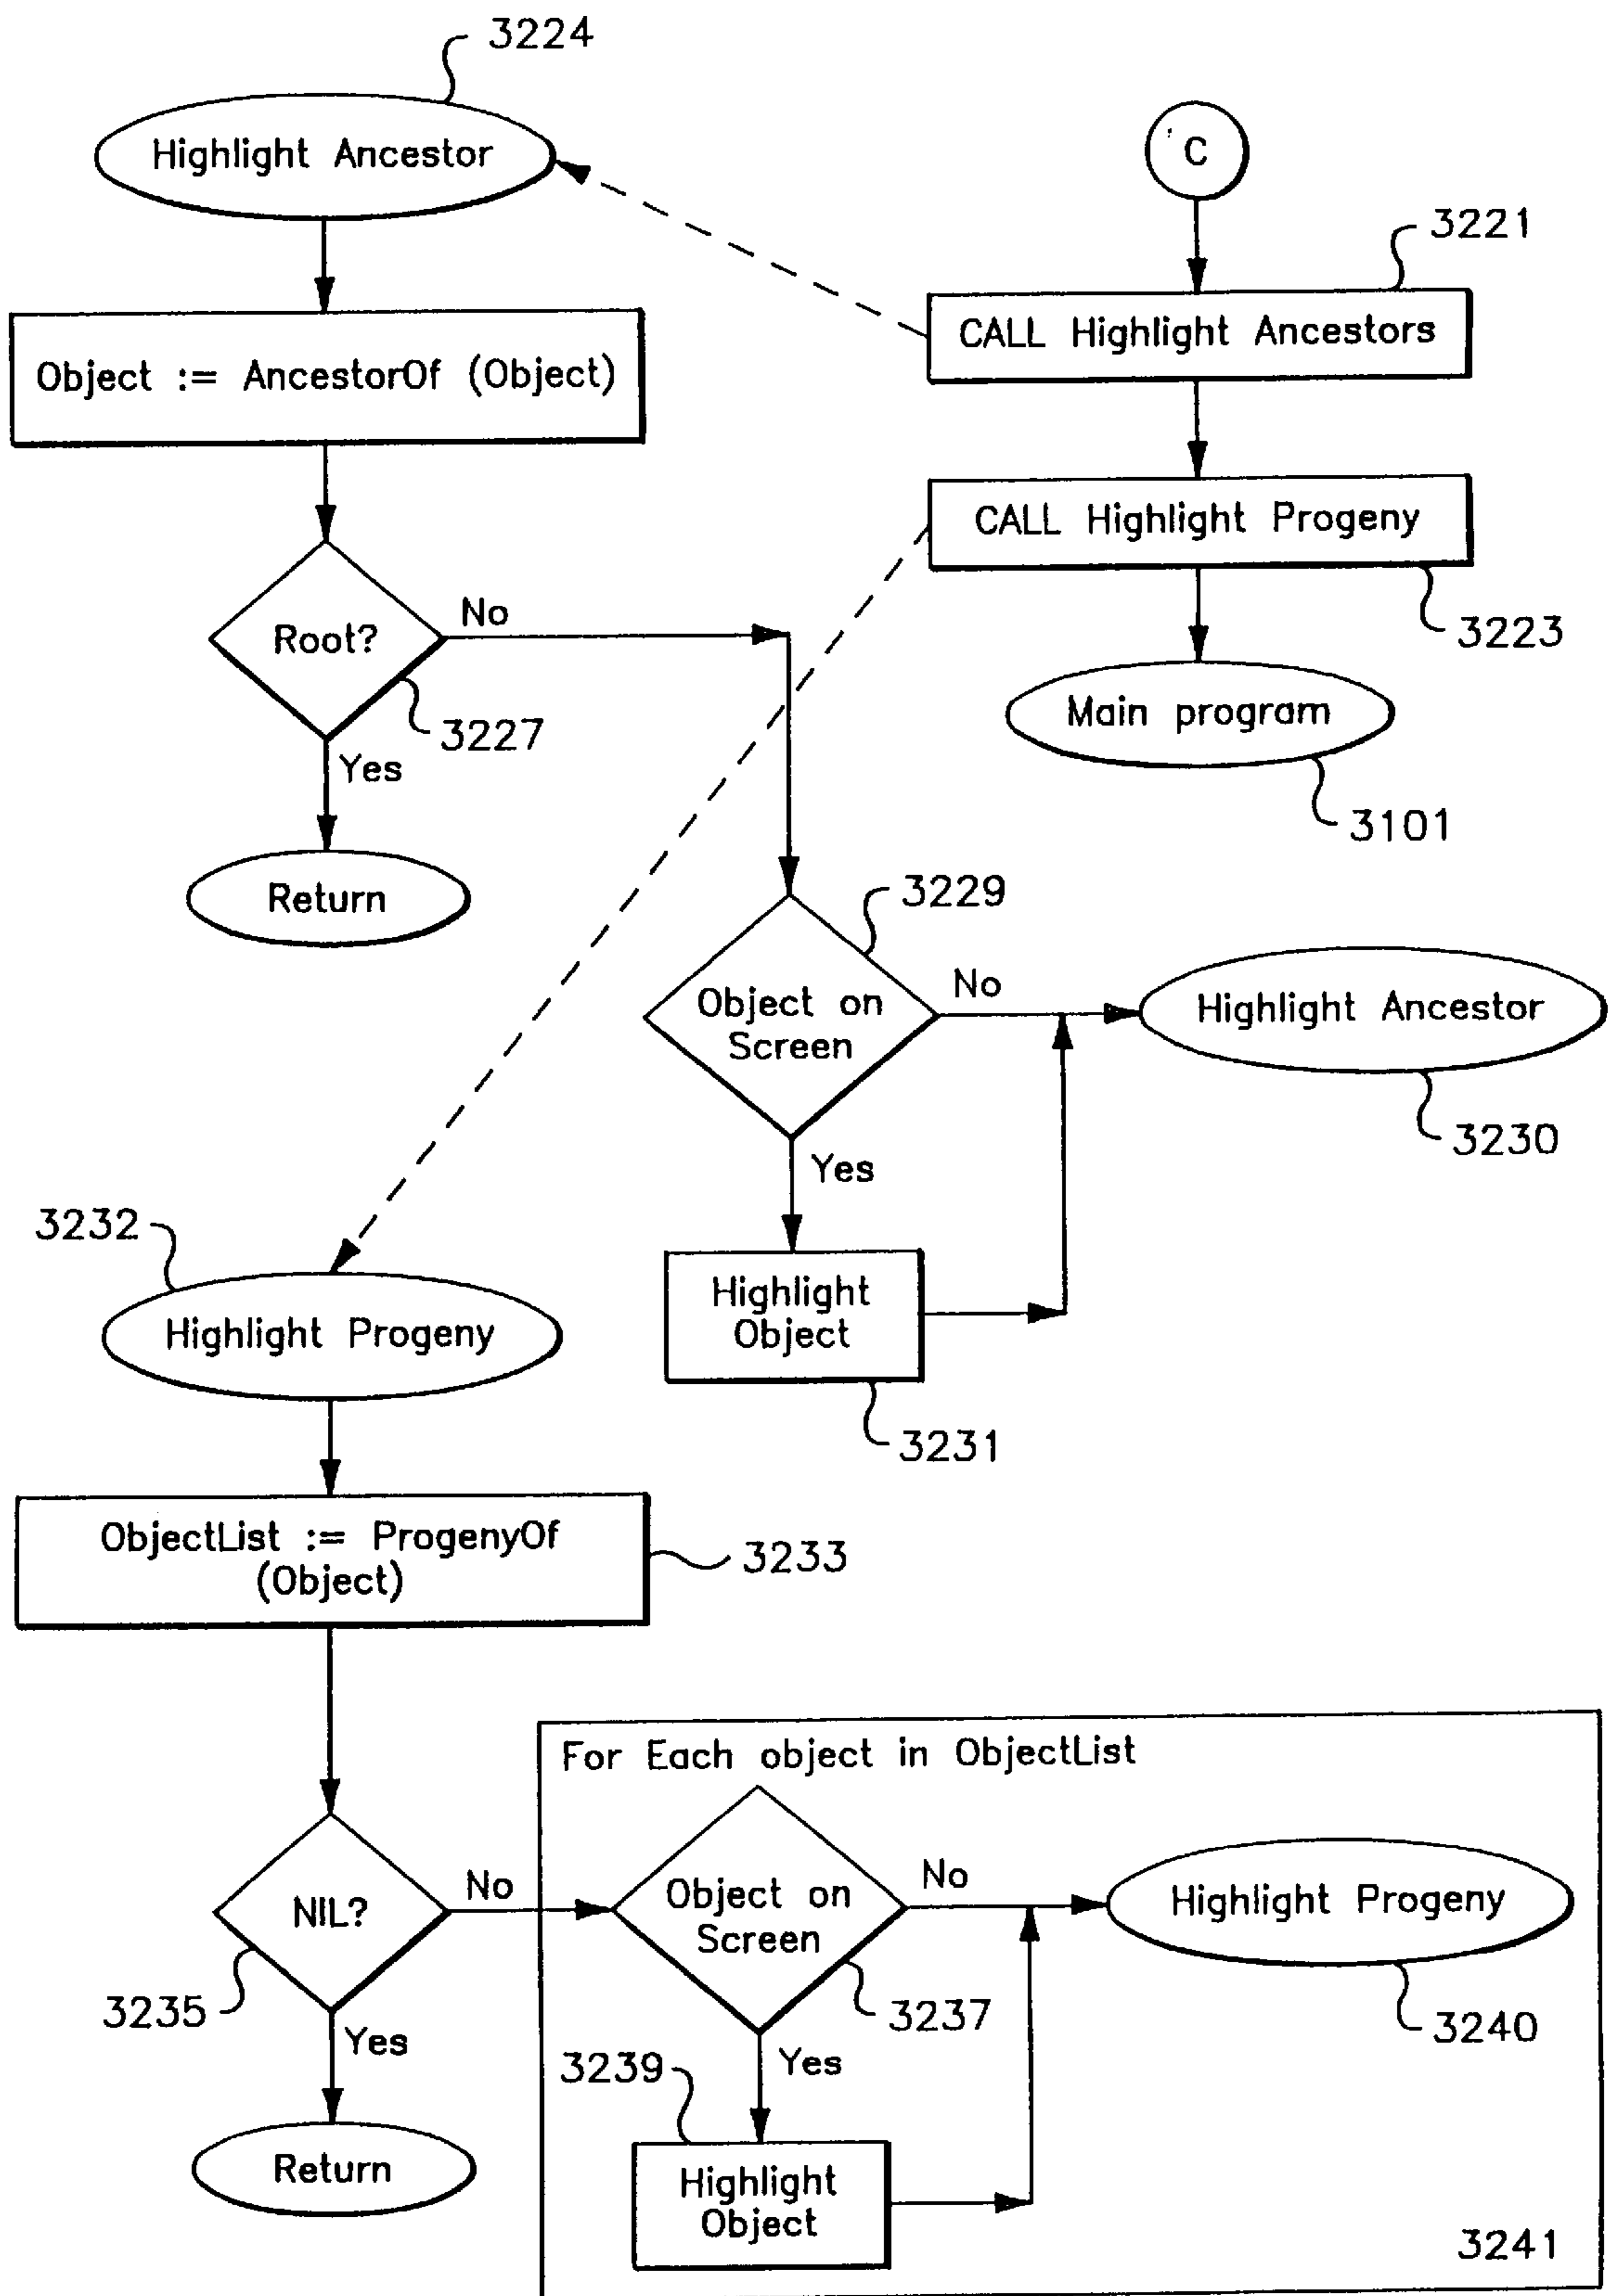 3224
Highlight Ancestor
C
3221
CALL Highlight Ancestors
Object := AncestorOf (Object)
CALL Highlight Progeny
3223
Root?
No
3227
Yes
Main program
3101
Return
3229
Object on
Screen
No
Highlight Ancestor
3230
Yes
Highlight
Object
3231
3232
Highlight Progeny
ObjectList := ProgenyOf
(Object)
3233
For Each object in ObjectList
NIL?
No
3235
Yes
Return
Object on
Screen
No
3237
Highlight Progeny
3240
Yes
3239
Highlight
Object
3241